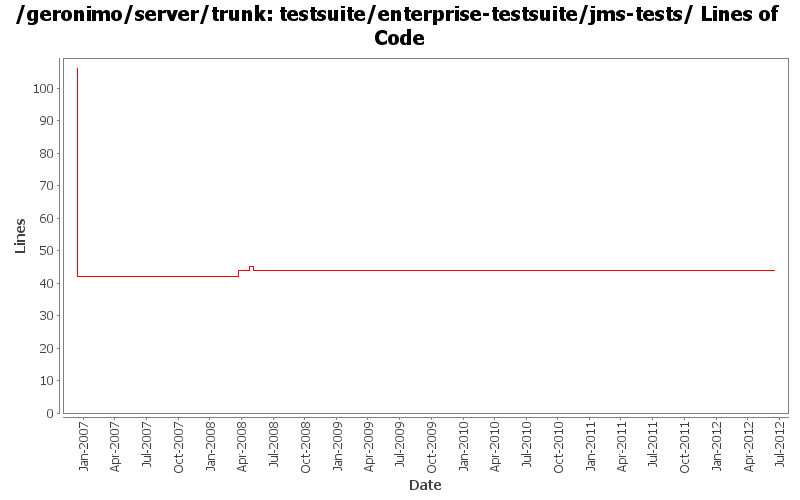 /geronimo/server/trunk: testsuite/enterprise-testsuite/jms-tests/ Lines of
Code
100
90
80
70
60
50
40
30
20
10
0
Lines
Jan-2007
Apr-2007
Jul-2007
Oct-2007
Jan-2008
Apr-2008
Jul-2008
Oct-2008
Jan-2009
Apr-2009
Jul-2009
Oct-2009
Jan-2010
Apr-2010
Jul-2010
Oct-2010
Jan-2011
Apr-2011
Jul-2011
Oct-2011
Jan-2012
Apr-2012
Jul-2012
Date